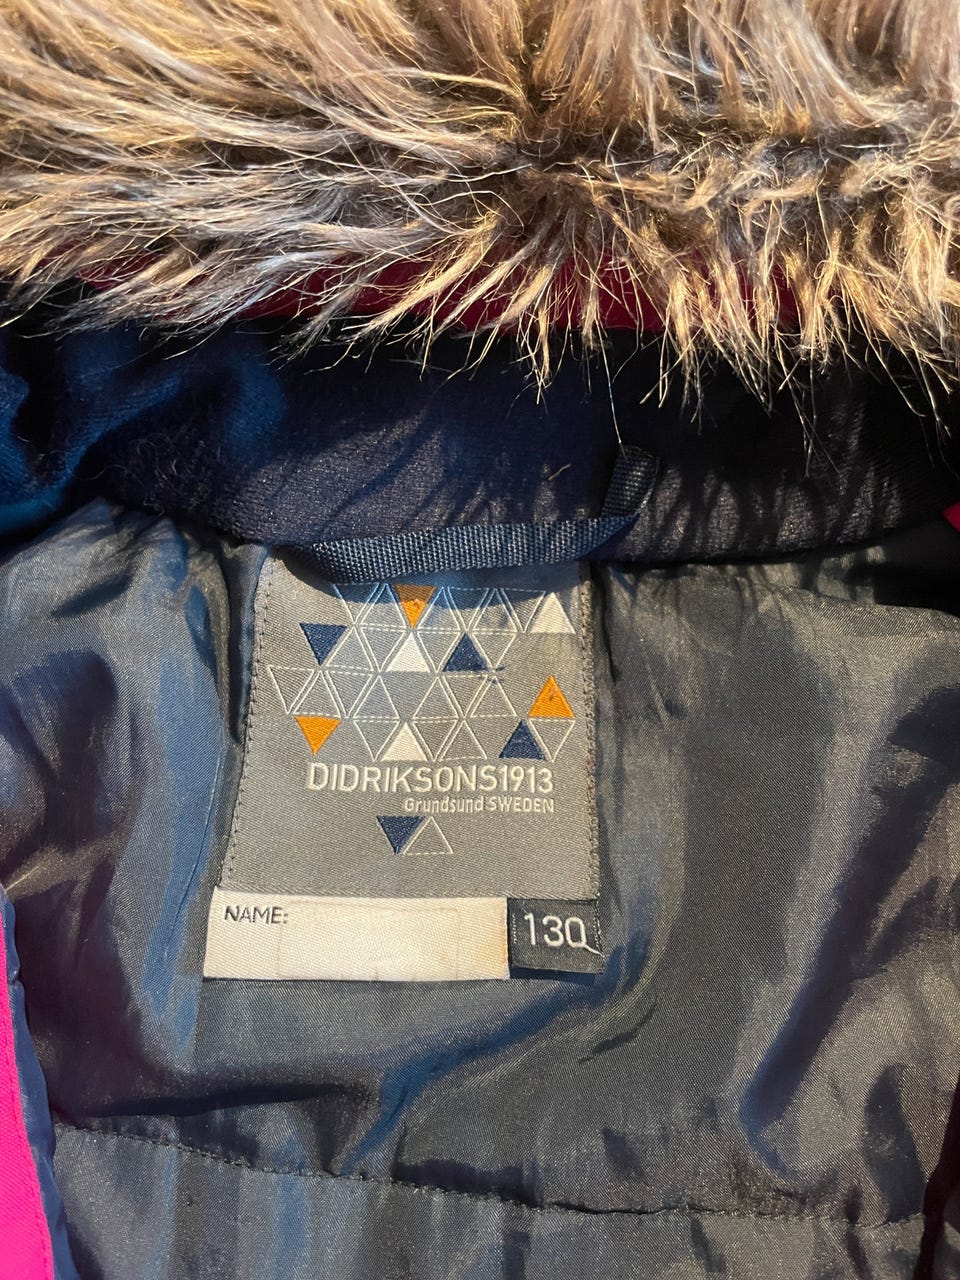 DIDRIKSONS1913
Grundsund SWEDEN
NAME:
130